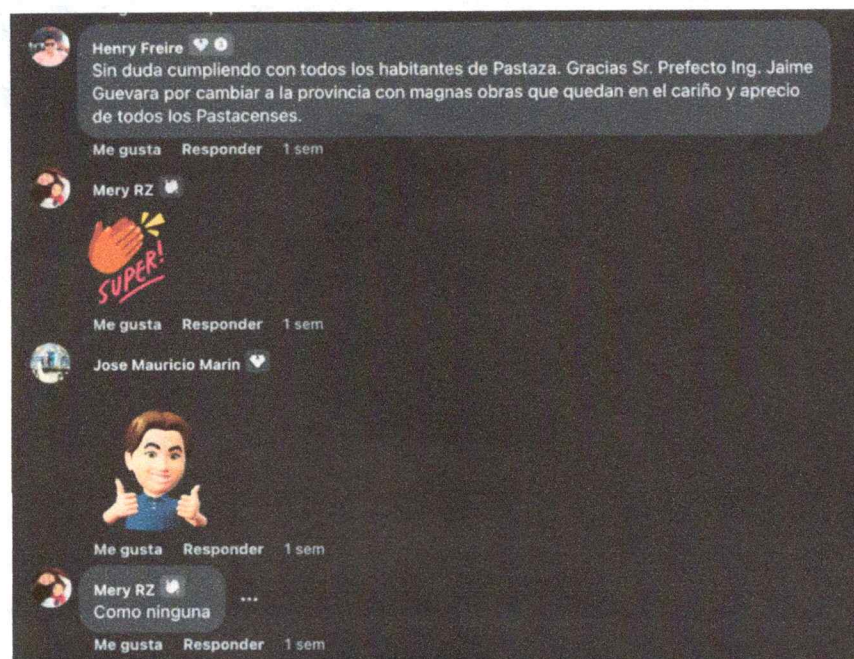 Henry Freire
Sin duda cumpliendo con todos los habitantes de Pastaza. Gracias Sr. Prefecto Ing. Jaime
Guevara por cambiar a la provincia con magnas obras que quedan en el cariño y aprecio
de todos los Pastacenses.
Me gusta Responder 1 sem
Mery RZ
SUPER!
Me gusta Responder 1 sem
Jose Mauricio Marin
Me gusta Responder 1 sem
Mery RZ
Como ninguna
...
Me gusta Responder 1 sem